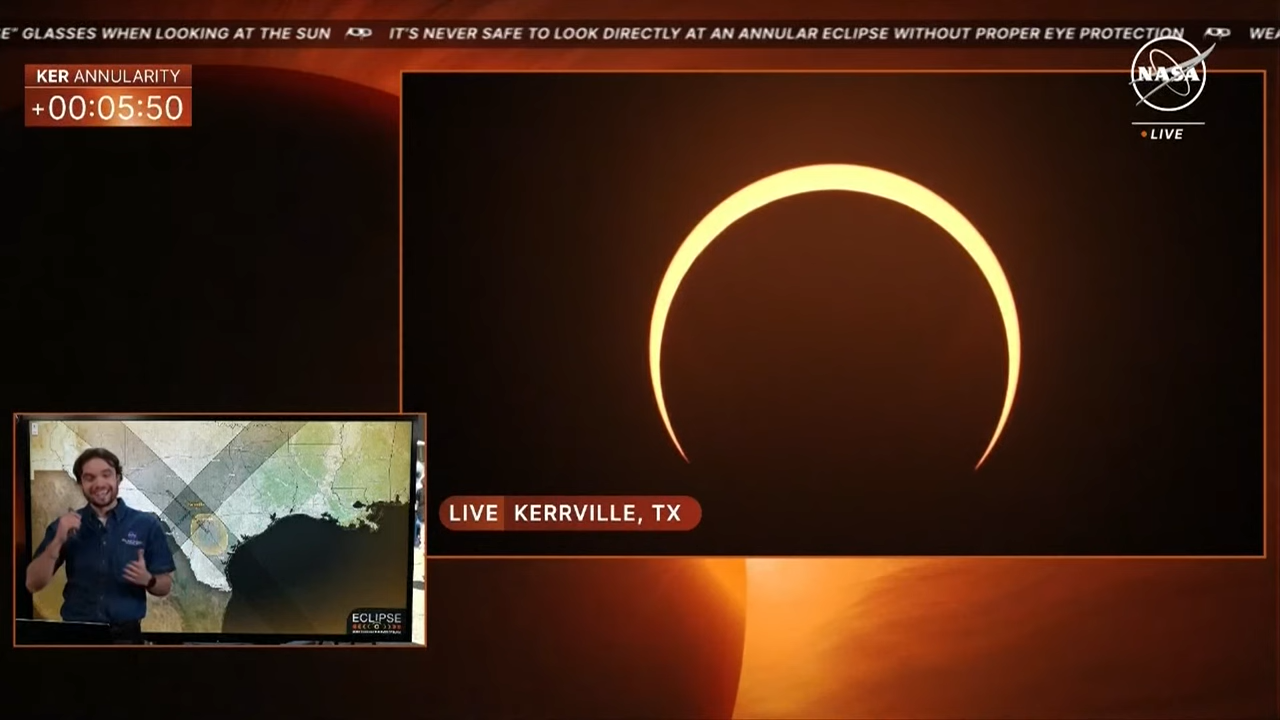 E" GLASSES WHEN LOOKING AT THE SUN IT'S NEVER SAFE TO LOOK DIRECTLY AT AN ANNULAR ECLIPSE WITHOUT PROPER EYE PROTECTION WEA
KER ANNULARITY
+00:05:50
NASA
LIVE
LIVE KERRVILLE, TX
ECLIPSE